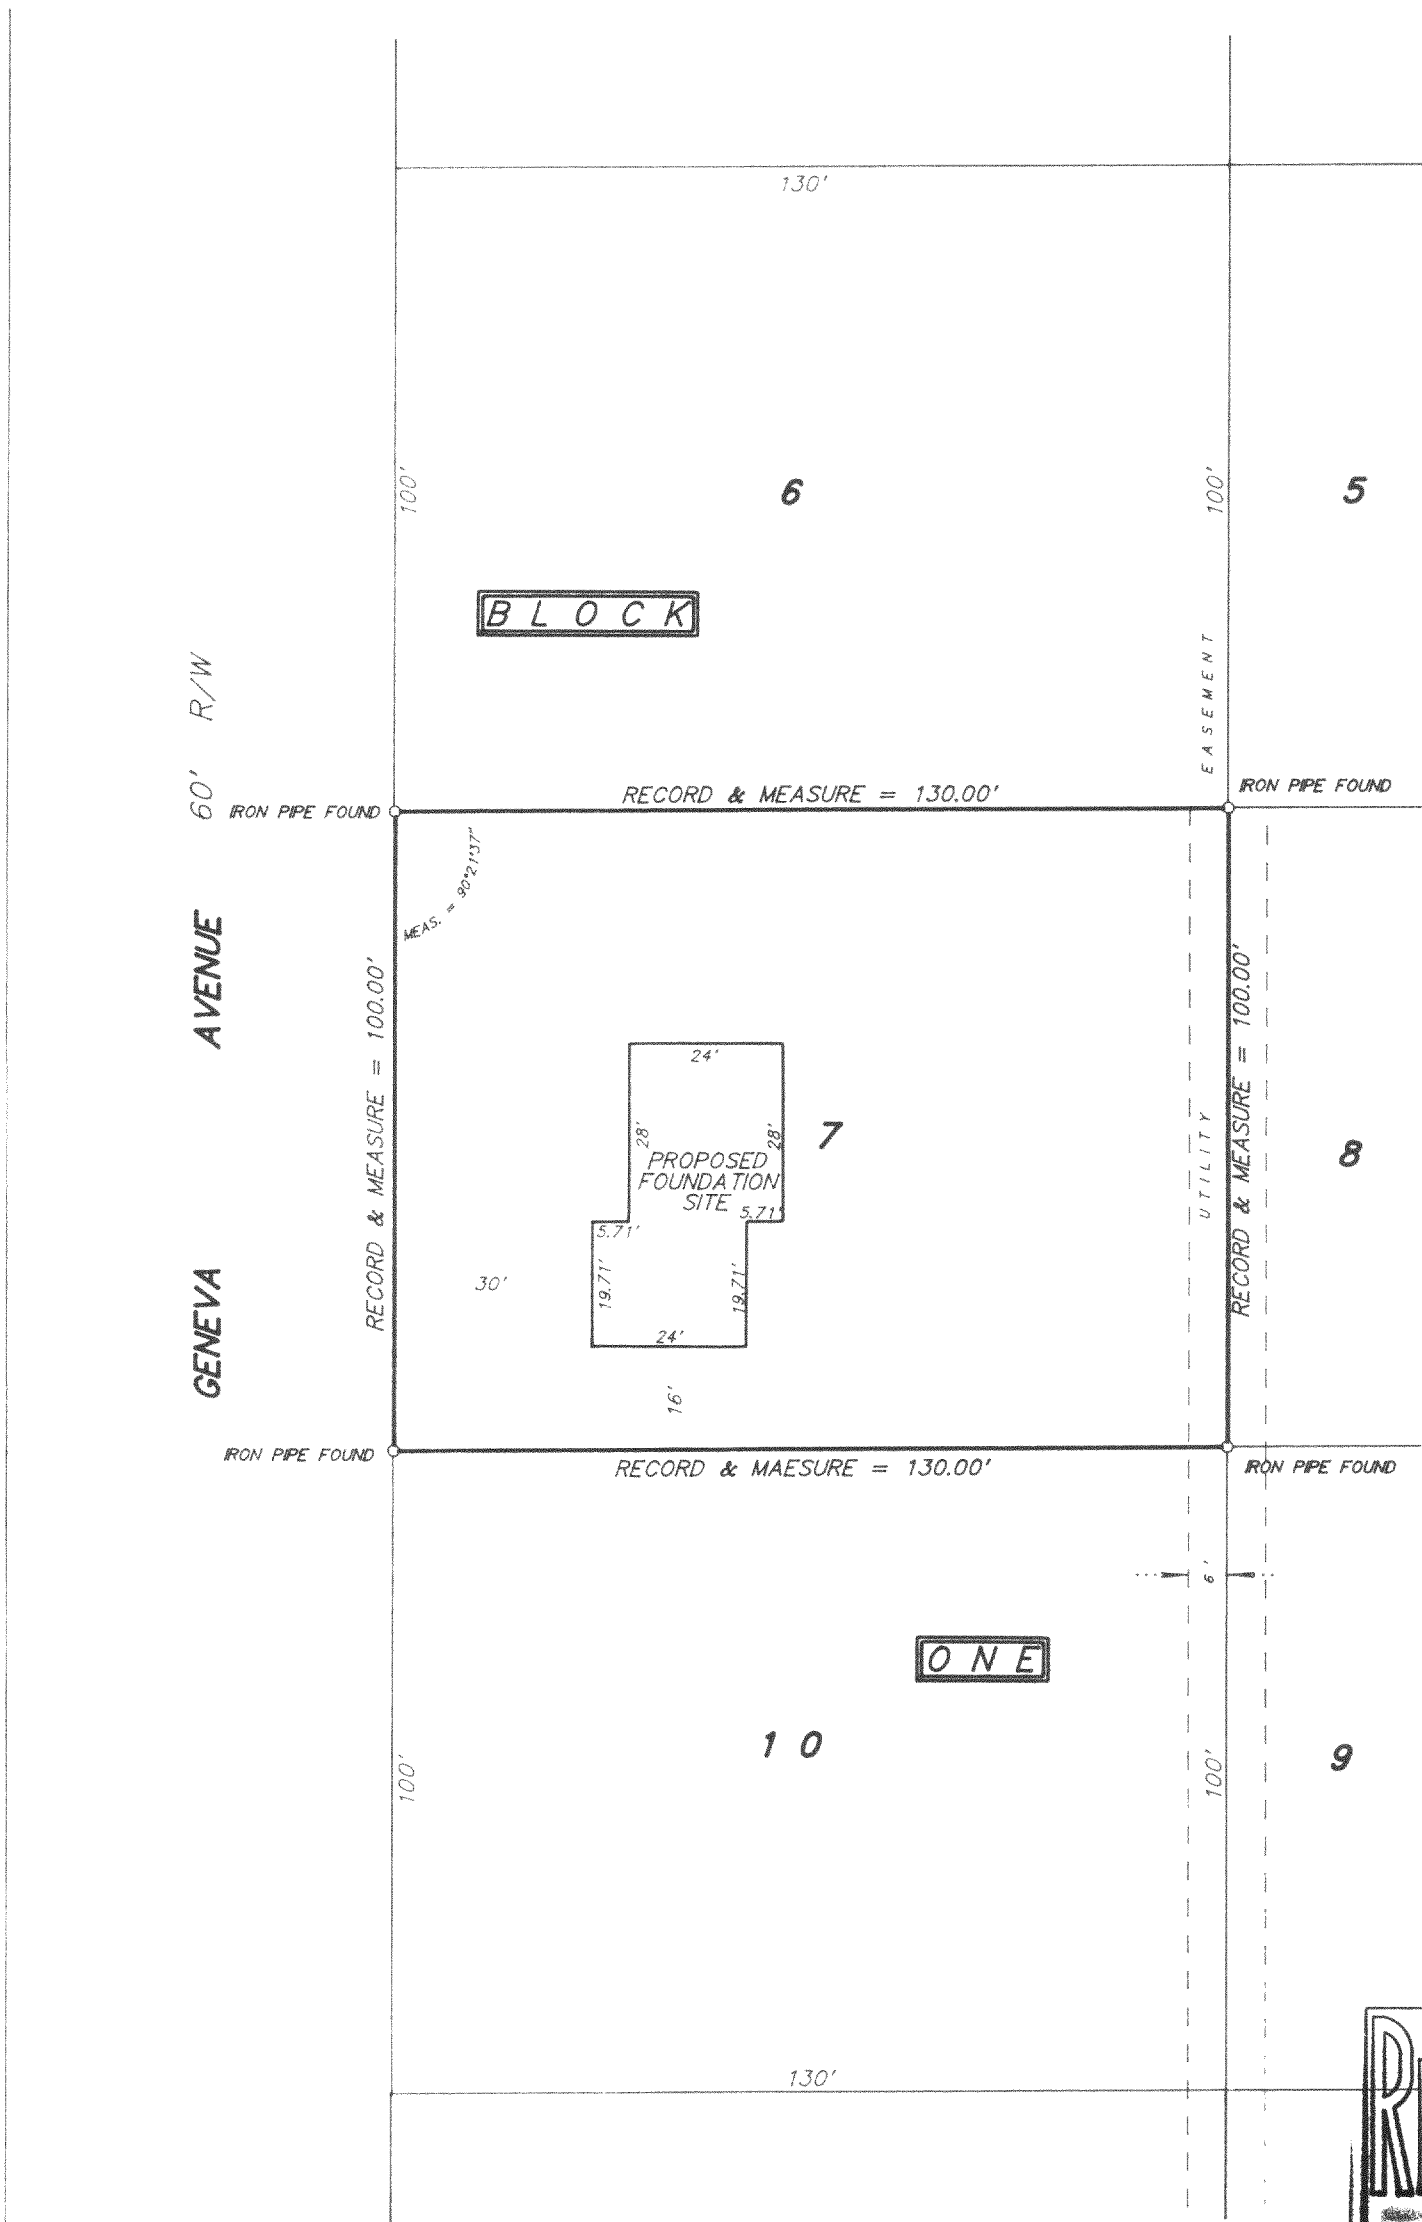 130'
100'
6
100'
5
BLOCK
EASEMENT
GENEVA AVENUE 60' R/W
IRON PIPE FOUND
RECORD & MEASURE = 130.00'
IRON PIPE FOUND
MEAS. = 90°21'37"
RECORD & MEASURE = 100.00'
24'
28'
28'
7
PROPOSED
FOUNDATION
SITE
5.71'
5.71'
30'
19.71'
19.71'
24'
16'
UTILITY
RECORD & MEASURE = 100.00'
8
IRON PIPE FOUND
RECORD & MAESURE = 130.00'
IRON PIPE FOUND
6'
ONE
10
100'
100'
9
130'